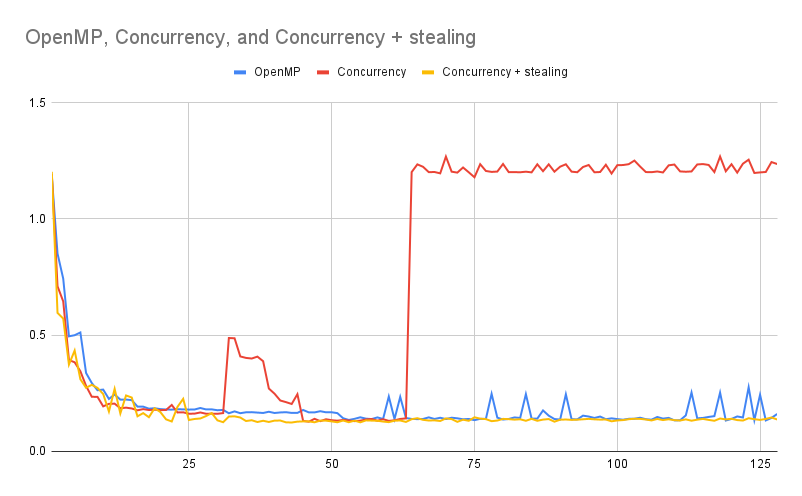 OpenMP, Concurrency, and Concurrency + stealing
OpenMP Concurrency Concurrency + stealing
1.5
1.0
0.5
0.0
25 50 75 100 125